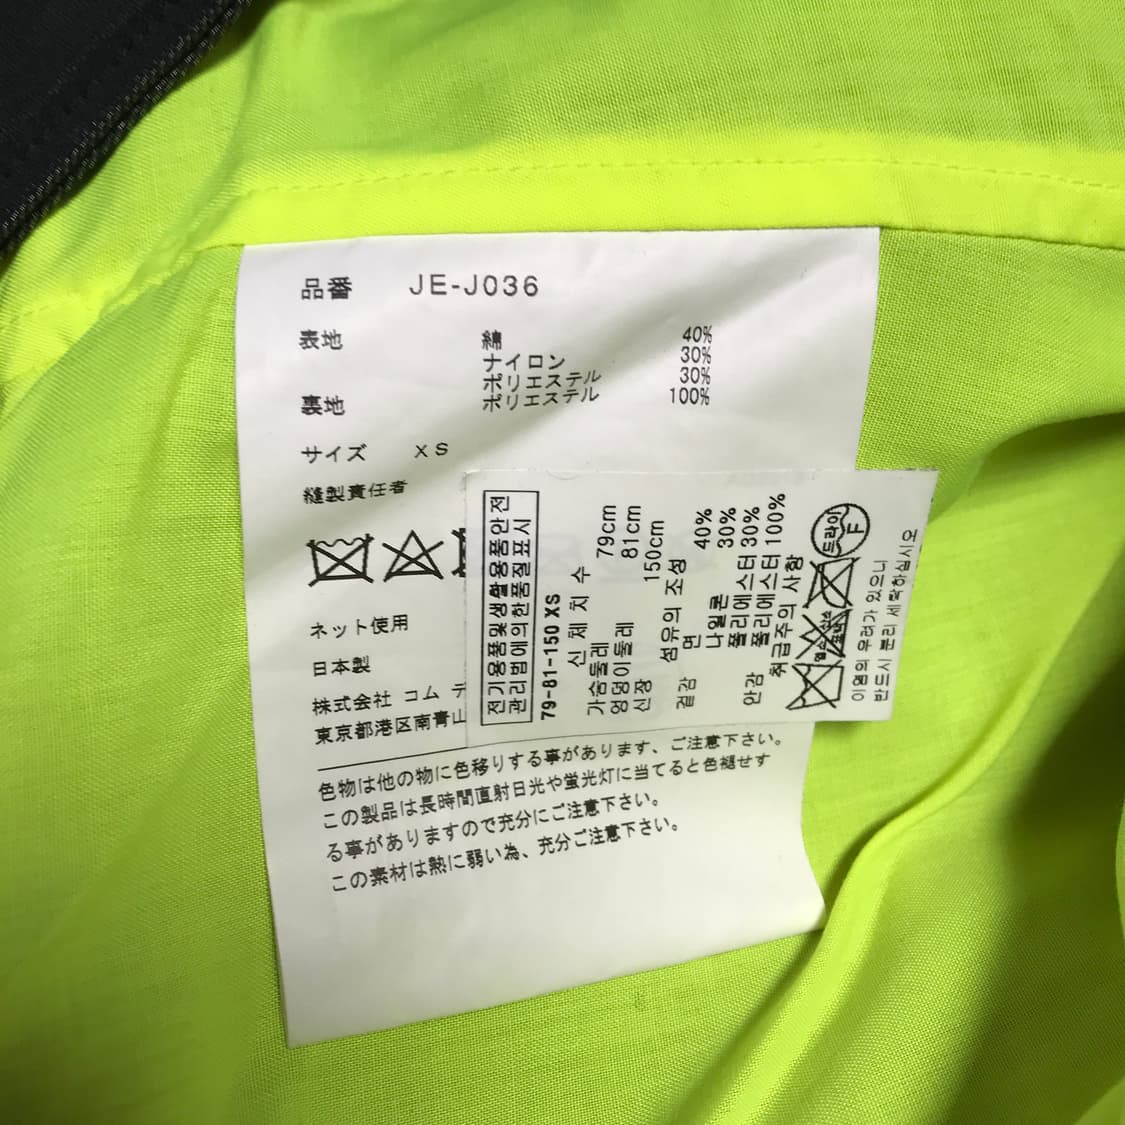 品番 JE-J036
表地 綿 40%
ナイロン 30%
ポリエステル 30%
裏地 ポリエステル 100%
サイズ XS
縫製責任者
ネット使用
日本製
株式会社 コム デ
東京都港区南青山
色物は他の物に色移りする事があります、ご注意下さい。
この製品は長時間直射日光や蛍光灯に当てると色褪せす
る事がありますので充分にご注意下さい。
この素材は熱に弱い為、充分ご注意下さい。
전기용품및생활용품안전
관리법에의한품질표시
79-81-150 XS
신 체 치 수
가슴둘레 79cm
엉덩이둘레 81cm
신장 150cm
섬유의 조성
겉감 면 40%
나일론 30%
폴리에스터 30%
안감 폴리에스터 100%
취급주의 사항
드라이
F
이염의 우려가 있으니
반드시 분리 세탁하십시오